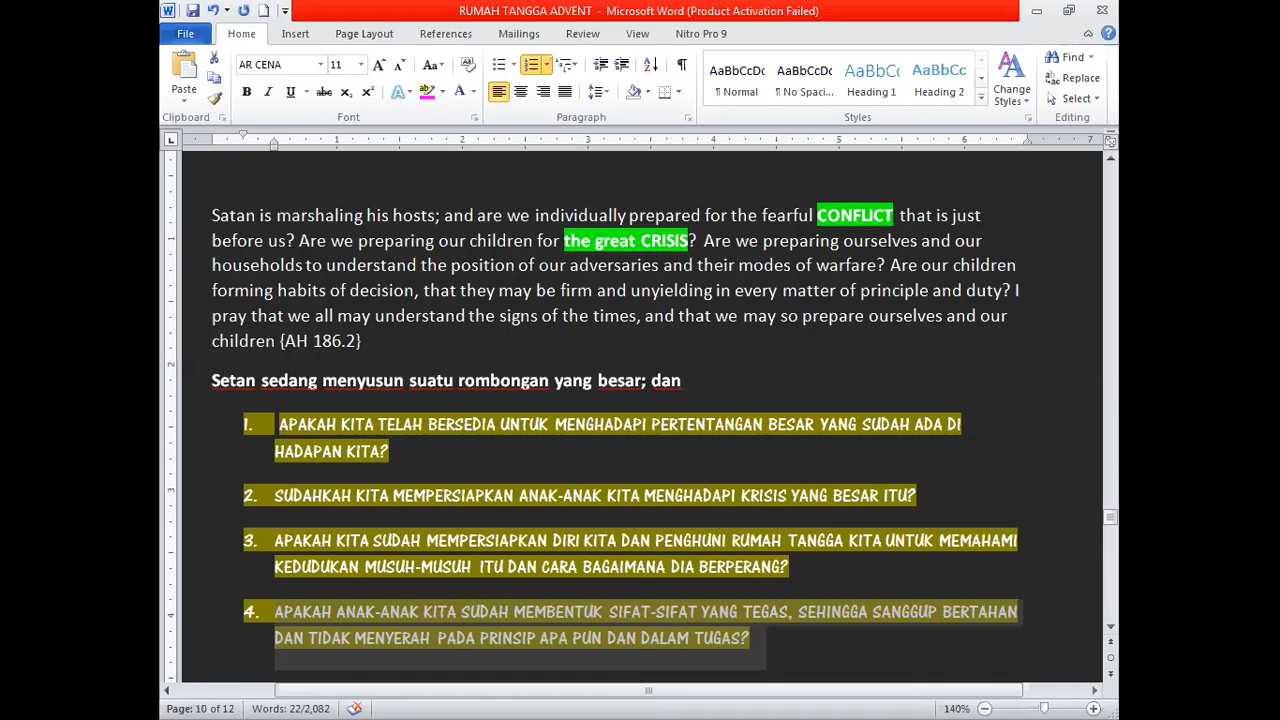 RUMAH TANGGA ADVENT - Microsoft Word (Product Activation Failed)
File Home Insert Page Layout References Mailings Review View Nitro Pro 9
AR CENA 11
Paste
AaBbCcDc AaBbCcDc AaBbCc AaBbCc
¶ Normal ¶ No Spaci... Heading 1 Heading 2
Change Styles
Find
Replace
Select
Clipboard Font Paragraph Styles Editing
1 2 3 4 5 6 7
Satan is marshaling his hosts; and are we individually prepared for the fearful CONFLICT that is just
before us? Are we preparing our children for the great CRISIS? Are we preparing ourselves and our
households to understand the position of our adversaries and their modes of warfare? Are our children
forming habits of decision, that they may be firm and unyielding in every matter of principle and duty? I
pray that we all may understand the signs of the times, and that we may so prepare ourselves and our
children {AH 186.2}
Setan sedang menyusun suatu rombongan yang besar; dan
1. APAKAH KITA TELAH BERSEDIA UNTUK MENGHADAPI PERTENTANGAN BESAR YANG SUDAH ADA DI
HADAPAN KITA?
2. SUDAHKAH KITA MEMPERSIAPKAN ANAK-ANAK KITA MENGHADAPI KRISIS YANG BESAR ITU?
3. APAKAH KITA SUDAH MEMPERSIAPKAN DIRI KITA DAN PENGHUNI RUMAH TANGGA KITA UNTUK MEMAHAMI
KEDUDUKAN MUSUH-MUSUH ITU DAN CARA BAGAIMANA DIA BERPERANG?
4. APAKAH ANAK-ANAK KITA SUDAH MEMBENTUK SIFAT-SIFAT YANG TEGAS, SEHINGGA SANGGUP BERTAHAN
DAN TIDAK MENYERAH PADA PRINSIP APA PUN DAN DALAM TUGAS?
Page: 10 of 12 Words: 22/2,082 140%